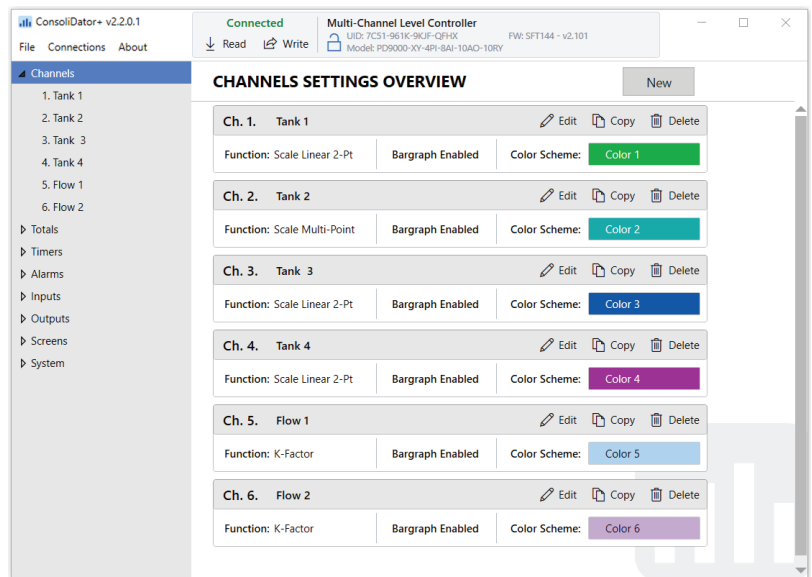 ConsoliDator+ v2.2.0.1
File Connections About
Connected
Read Write
Multi-Channel Level Controller
UID: 7C51-961K-9KJF-QFHX FW: SFT144 - v2.101
Model: PD9000-XY-4PI-8AI-10AO-10RY
Channels
1. Tank 1
2. Tank 2
3. Tank 3
4. Tank 4
5. Flow 1
6. Flow 2
Totals
Timers
Alarms
Inputs
Outputs
Screens
System
CHANNELS SETTINGS OVERVIEW
New
Ch. 1. Tank 1 Edit Copy Delete
Function: Scale Linear 2-Pt Bargraph Enabled Color Scheme: Color 1
Ch. 2. Tank 2 Edit Copy Delete
Function: Scale Multi-Point Bargraph Enabled Color Scheme: Color 2
Ch. 3. Tank 3 Edit Copy Delete
Function: Scale Linear 2-Pt Bargraph Enabled Color Scheme: Color 3
Ch. 4. Tank 4 Edit Copy Delete
Function: Scale Linear 2-Pt Bargraph Enabled Color Scheme: Color 4
Ch. 5. Flow 1 Edit Copy Delete
Function: K-Factor Bargraph Enabled Color Scheme: Color 5
Ch. 6. Flow 2 Edit Copy Delete
Function: K-Factor Bargraph Enabled Color Scheme: Color 6